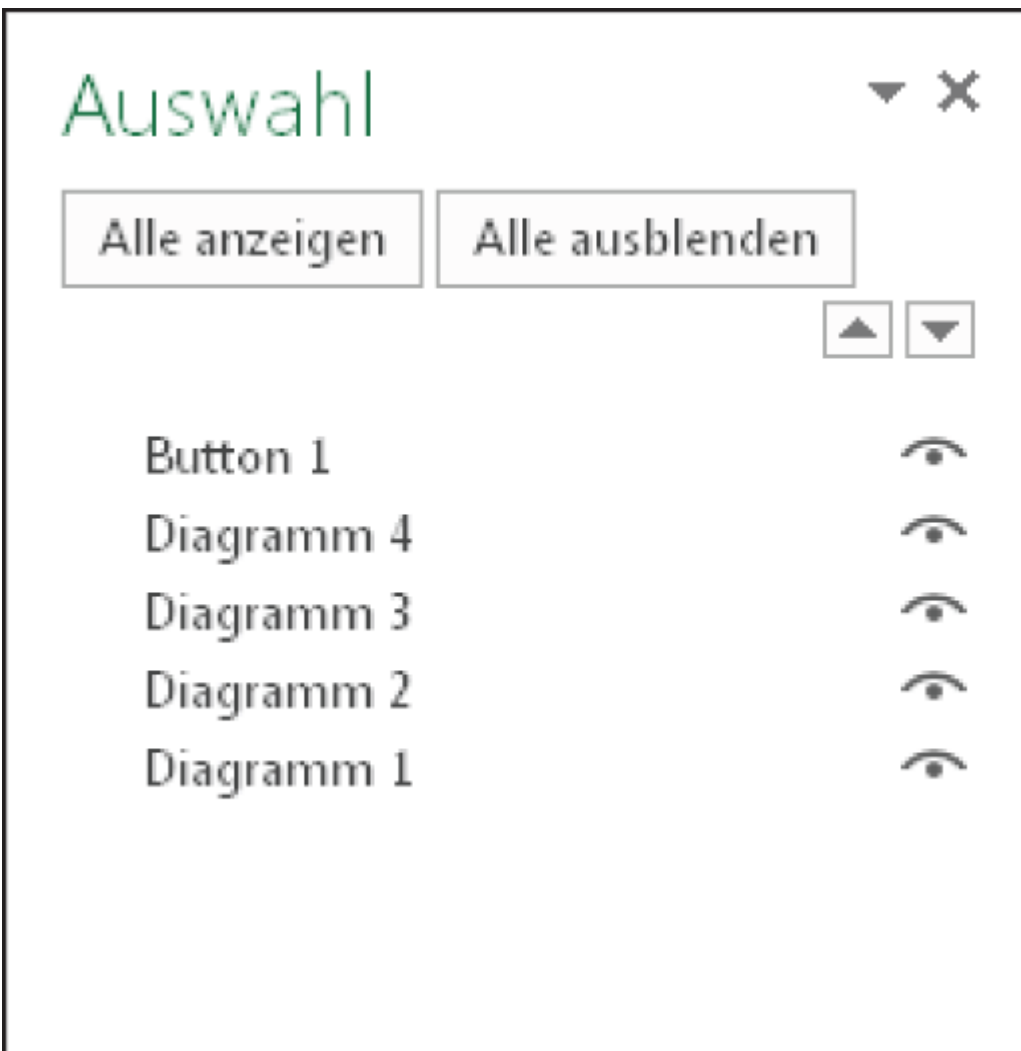 Auswahl
Alle anzeigen Alle ausblenden
Button 1
Diagramm 4
Diagramm 3
Diagramm 2
Diagramm 1